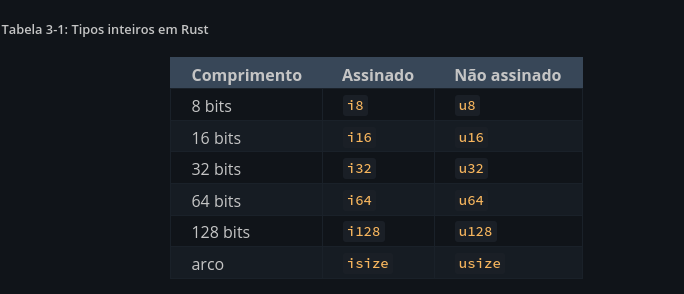 Tabela 3-1: Tipos inteiros em Rust
Comprimento Assinado Não assinado
8 bits i8 u8
16 bits i16 u16
32 bits i32 u32
64 bits i64 u64
128 bits i128 u128
arco isize usize